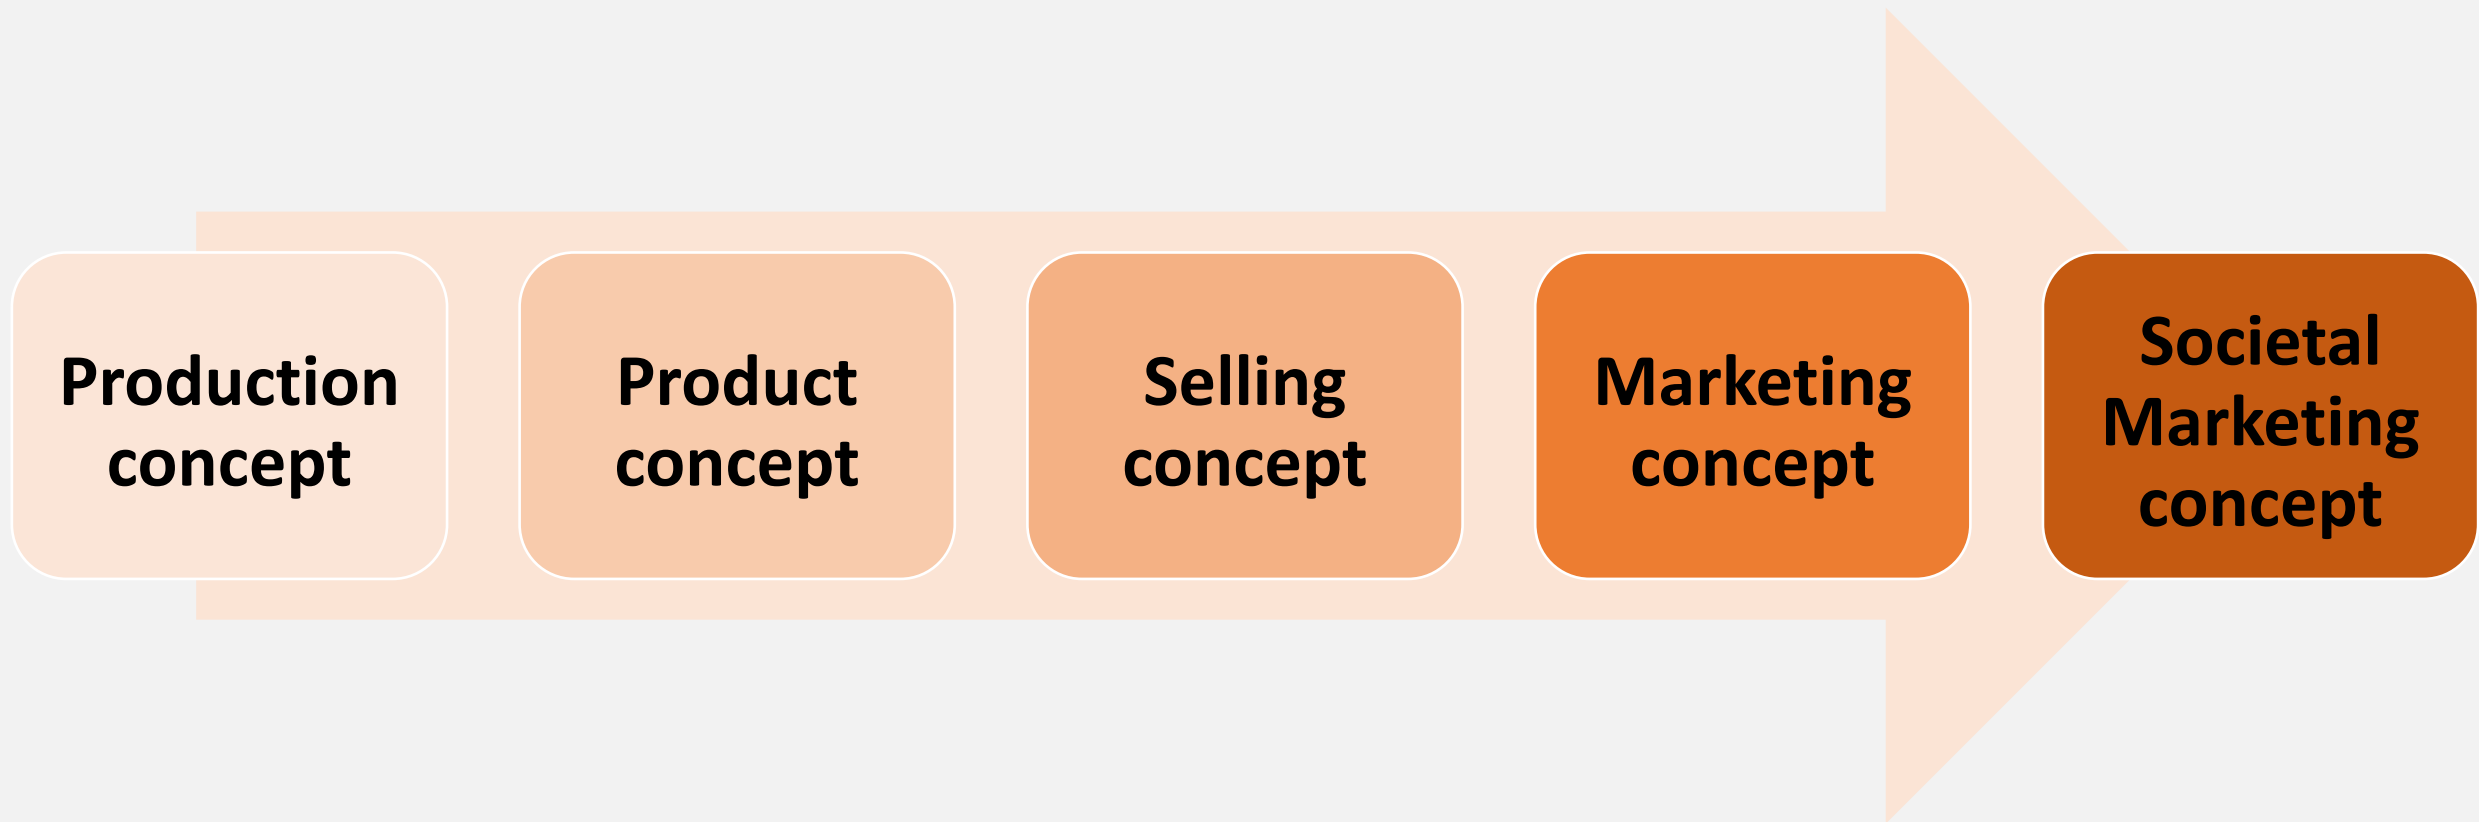 Production
concept
Product
concept
Selling
concept
Marketing
concept
Societal
Marketing
concept